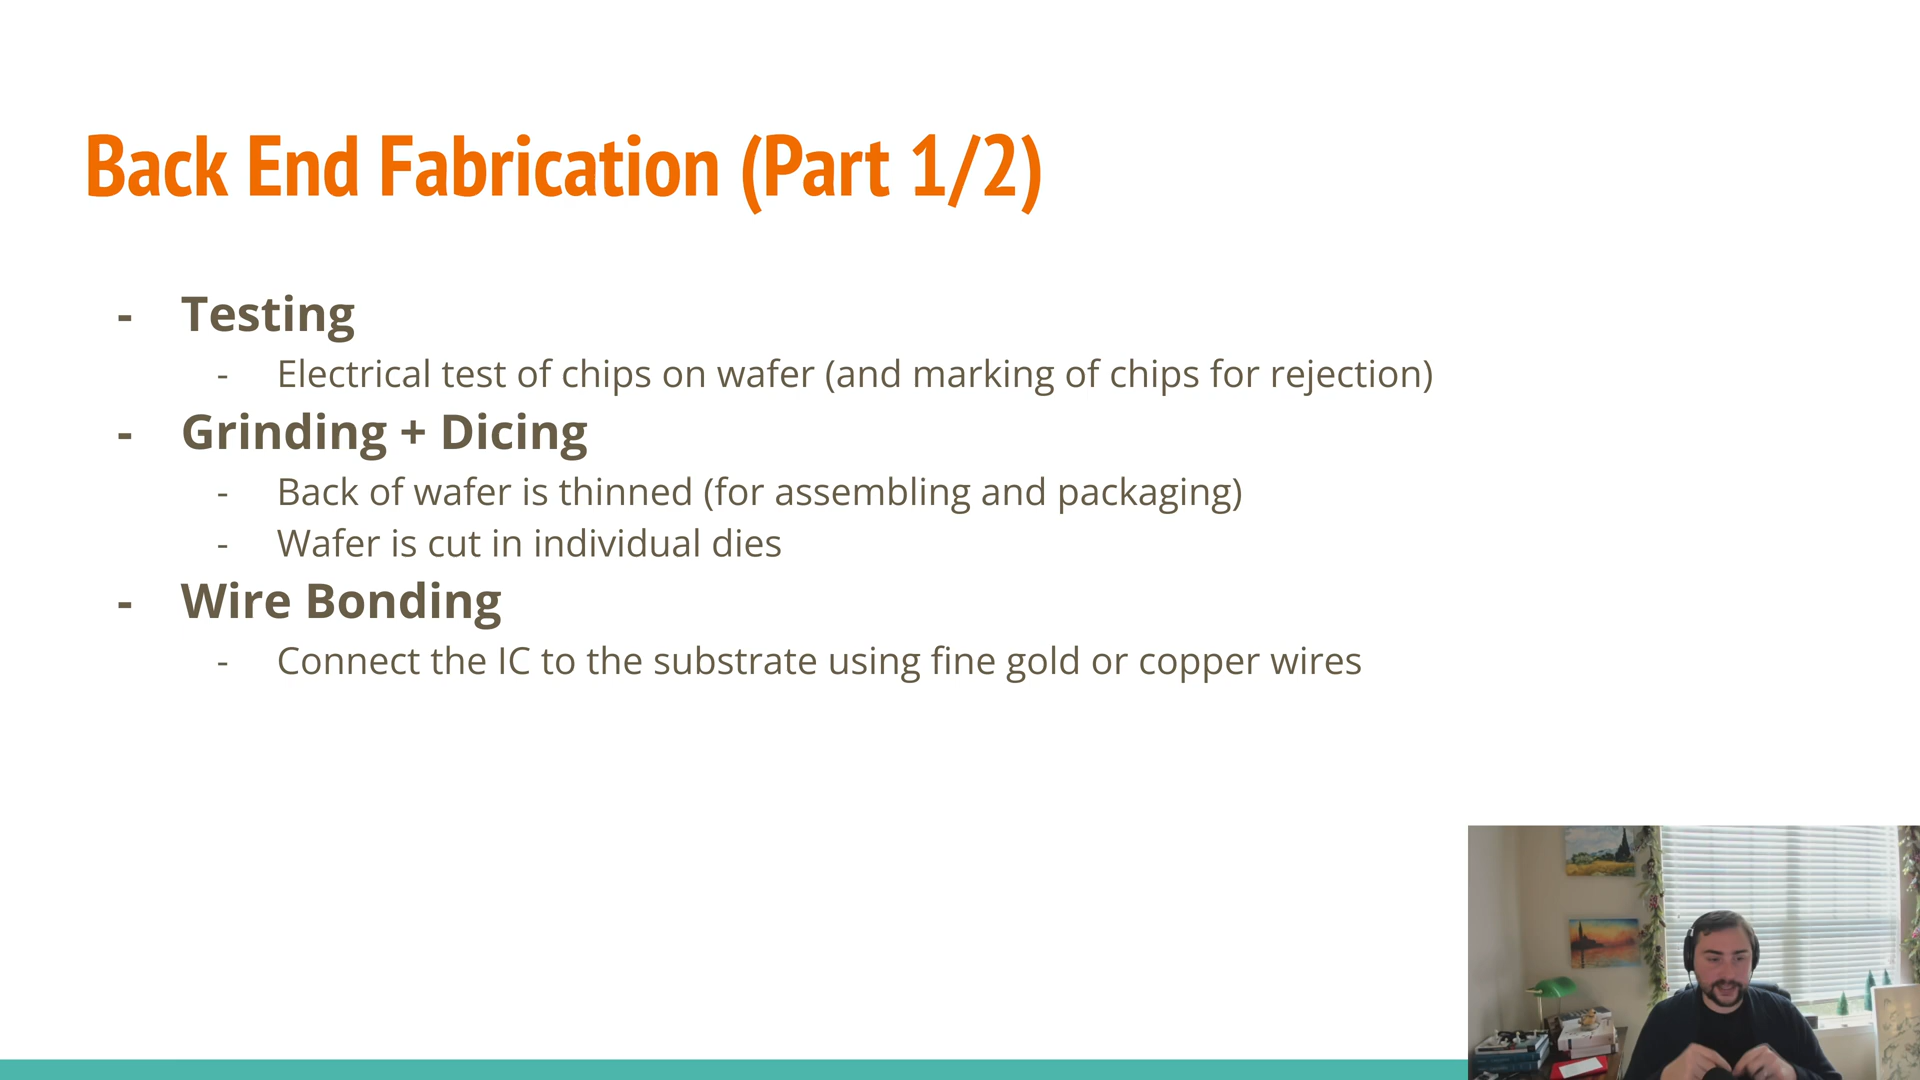 Back End Fabrication (Part 1/2)
- Testing
- Electrical test of chips on wafer (and marking of chips for rejection)
- Grinding + Dicing
- Back of wafer is thinned (for assembling and packaging)
- Wafer is cut in individual dies
- Wire Bonding
- Connect the IC to the substrate using fine gold or copper wires